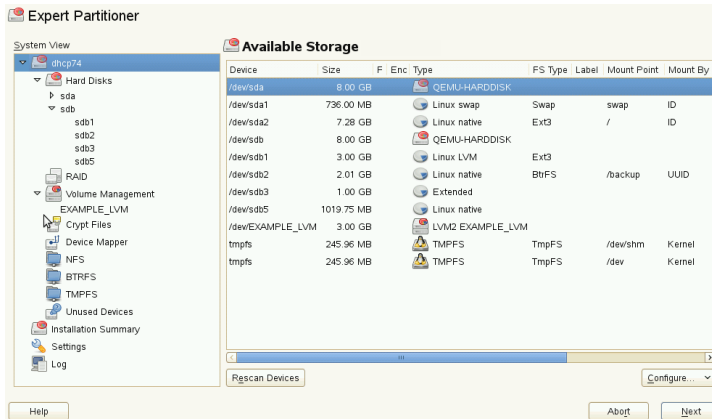 Expert Partitioner
System View
dhcp74
Hard Disks
sda
sdb
sdb1
sdb2
sdb3
sdb5
RAID
Volume Management
EXAMPLE_LVM
Crypt Files
Device Mapper
NFS
BTRFS
TMPFS
Unused Devices
Installation Summary
Settings
Log
Available Storage
Device Size F Enc Type FS Type Label Mount Point Mount By
/dev/sda 8.00 GB QEMU-HARDDISK
/dev/sda1 736.00 MB Linux swap Swap swap ID
/dev/sda2 7.28 GB Linux native Ext3 / ID
/dev/sdb 8.00 GB QEMU-HARDDISK
/dev/sdb1 3.00 GB Linux LVM Ext3
/dev/sdb2 2.01 GB Linux native BtrFS /backup UUID
/dev/sdb3 1.00 GB Extended
/dev/sdb5 1019.75 MB Linux native
/dev/EXAMPLE_LVM 3.00 GB LVM2 EXAMPLE_LVM
tmpfs 245.96 MB TMPFS TmpFS /dev/shm Kernel
tmpfs 245.96 MB TMPFS TmpFS /dev Kernel
Rescan Devices
Configure...
Help
Abort
Next